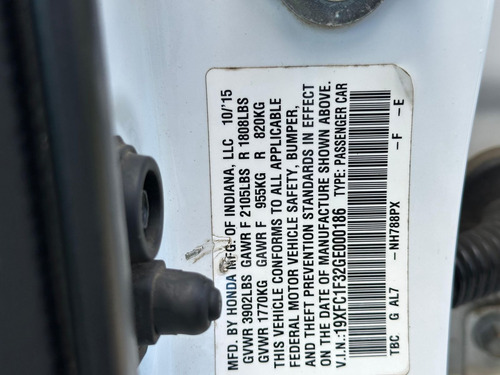 MFD. BY HONDA MFG. OF INDIANA, LLC 10/'15
GVWR 3902LBS GAWR F 2105LBS R 1808LBS
GVWR 1770KG GAWR F 955KG R 820KG
THIS VEHICLE CONFORMS TO ALL APPLICABLE
FEDERAL MOTOR VEHICLE SAFETY, BUMPER,
AND THEFT PREVENTION STANDARDS IN EFFECT
ON THE DATE OF MANUFACTURE SHOWN ABOVE.
V.I.N.:19XFC1F32GE000186 TYPE: PASSENGER CAR
TBC G AL7 –NH788PX –F –E